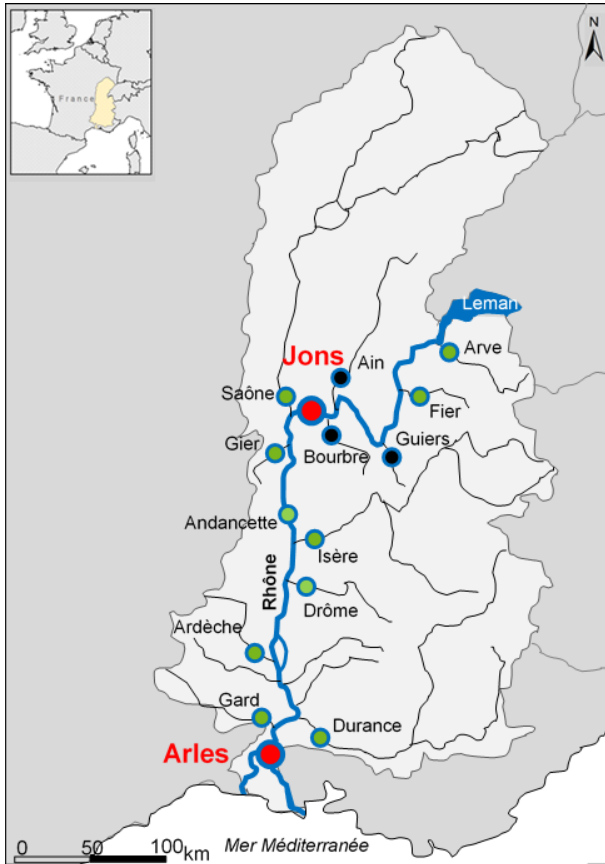 N
France
Leman
Jons
Ain
Arve
Saône
Fier
Gier
Bourbre
Guiers
Andancette
Isère
Rhône
Drôme
Ardèche
Gard
Durance
Arles
0 50 100 km
Mer Méditerranée